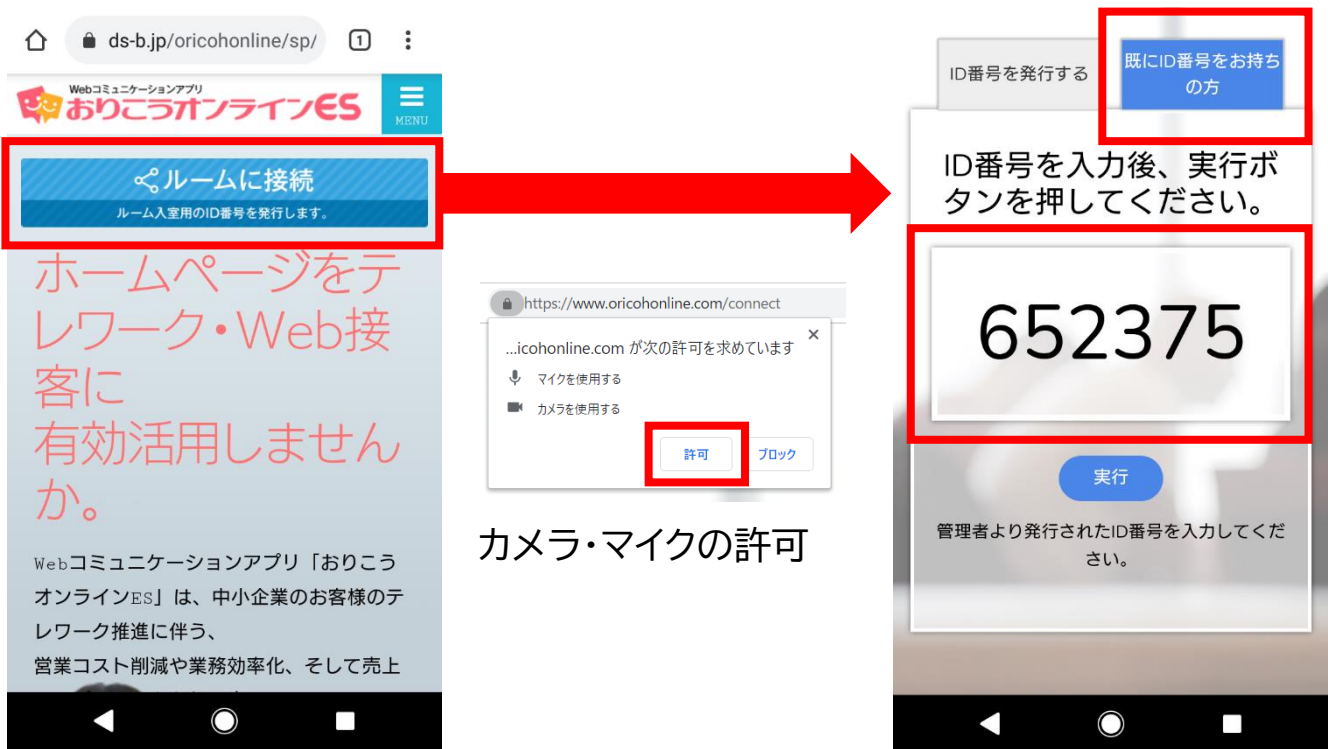 ds-b.jp/oricohonline/sp/
1
Webコミュニケーションアプリ
おりこうオンラインES
MENU
ルームに接続
ルーム入室用のID番号を発行します。
ホームページをテ
レワーク・Web接
客に
有効活用しません
か。
Webコミュニケーションアプリ「おりこう
オンラインES」は、中小企業のお客様のテ
レワーク推進に伴う、
営業コスト削減や業務効率化、そして売上
https://www.oricohonline.com/connect
...icohonline.com が次の許可を求めています
×
マイクを使用する
カメラを使用する
許可
ブロック
カメラ・マイクの許可
ID番号を発行する
既にID番号をお持ち
の方
ID番号を入力後、実行ボ
タンを押してください。
652375
実行
管理者より発行されたID番号を入力してくだ
さい。